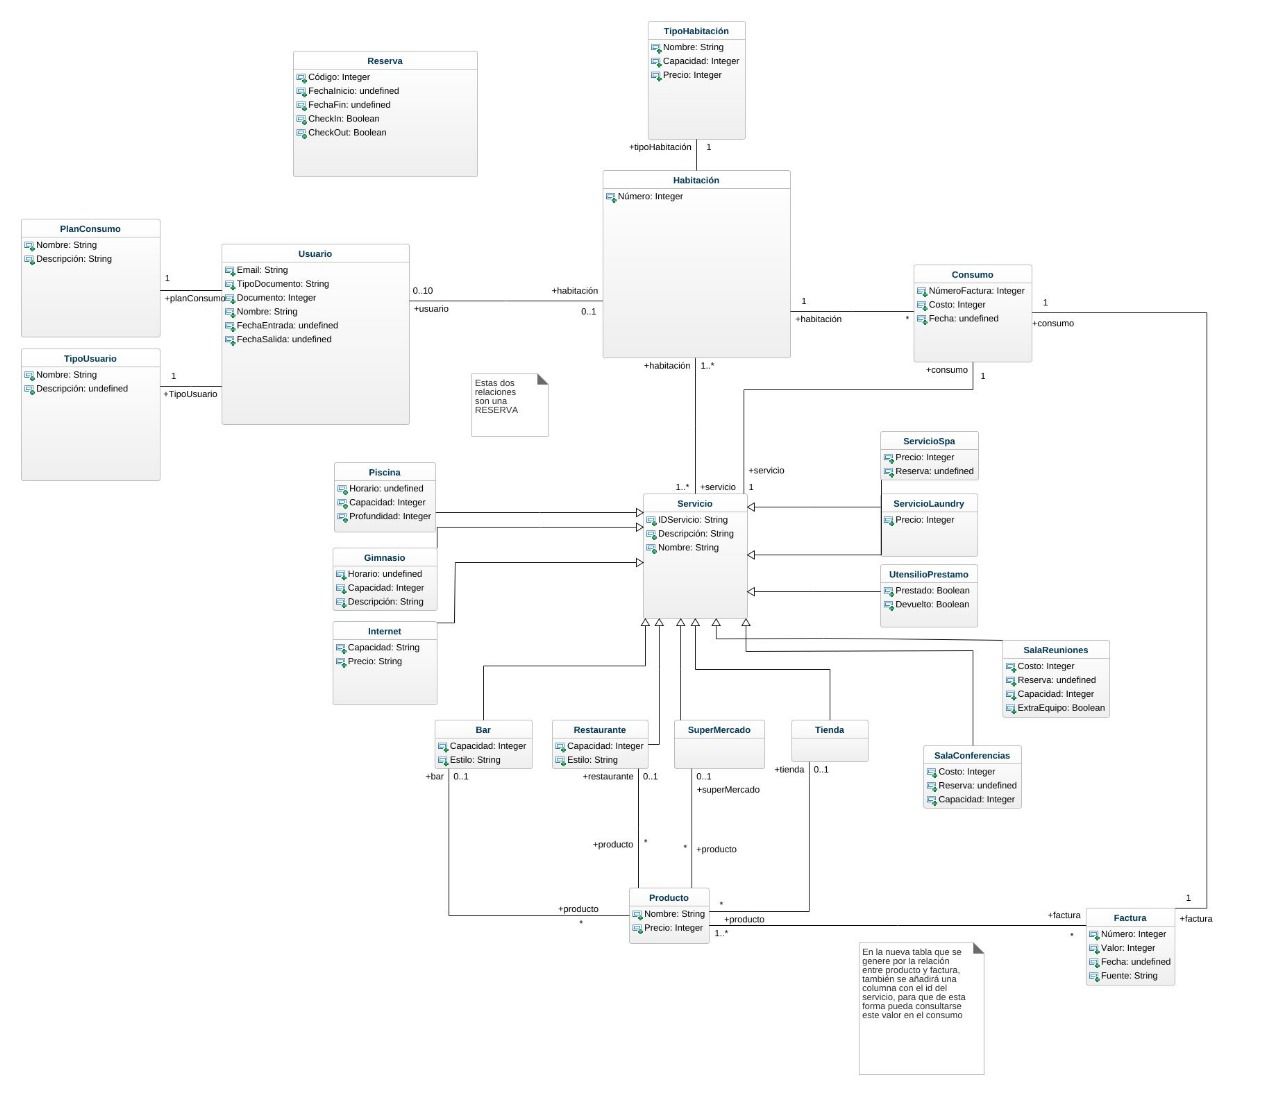 TipoHabitación
Nombre: String
Capacidad: Integer
Precio: Integer
+tipoHabitación
1
Reserva
Código: Integer
FechaInicio: undefined
FechaFin: undefined
CheckIn: Boolean
CheckOut: Boolean
Habitación
Número: Integer
PlanConsumo
Nombre: String
Descripción: String
1
+planConsumo
Usuario
Email: String
TipoDocumento: String
Documento: Integer
Nombre: String
FechaEntrada: undefined
FechaSalida: undefined
0..10
+usuario
+habitación
0..1
TipoUsuario
Nombre: String
Descripción: undefined
1
+TipoUsuario
1
+habitación
*
Consumo
NúmeroFactura: Integer
Costo: Integer
Fecha: undefined
1
+consumo
+consumo
1
+habitación
1..*
Estas dos
relaciones
son una
RESERVA
+servicio
1..*
+servicio
1
Servicio
IDServicio: String
Descripción: String
Nombre: String
Piscina
Horario: undefined
Capacidad: Integer
Profundidad: Integer
Gimnasio
Horario: undefined
Capacidad: Integer
Descripción: String
Internet
Capacidad: String
Precio: String
ServicioSpa
Precio: Integer
Reserva: undefined
ServicioLaundry
Precio: Integer
UtensilioPrestamo
Prestado: Boolean
Devuelto: Boolean
SalaReuniones
Costo: Integer
Reserva: undefined
Capacidad: Integer
ExtraEquipo: Boolean
SalaConferencias
Costo: Integer
Reserva: undefined
Capacidad: Integer
Bar
Capacidad: Integer
Estilo: String
+bar
0..1
Restaurante
Capacidad: Integer
Estilo: String
+restaurante
0..1
SuperMercado
0..1
+superMercado
Tienda
+tienda
0..1
+producto
*
*
+producto
+producto
*
*
+producto
1..*
Producto
Nombre: String
Precio: Integer
+factura
*
1
+factura
Factura
Número: Integer
Valor: Integer
Fecha: undefined
Fuente: String
En la nueva tabla que se
genere por la relación
entre producto y factura,
también se añadirá una
columna con el id del
servicio, para que de esta
forma pueda consultarse
este valor en el consumo